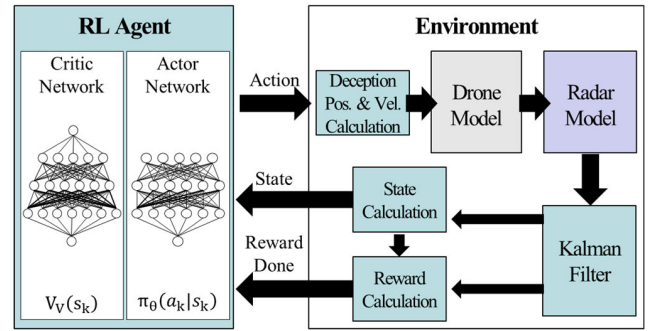 RL Agent
Critic
Network
Actor
Network
V_V(s_k)
π_θ(a_k|s_k)
Action
State
Reward
Done
Environment
Deception
Pos. & Vel.
Calculation
Drone
Model
Radar
Model
State
Calculation
Reward
Calculation
Kalman
Filter